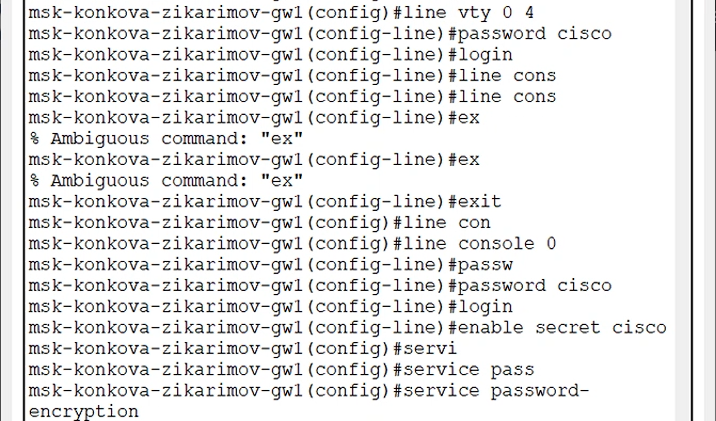 msk-konkova-zikarimov-gw1(config)#line vty 0 4
msk-konkova-zikarimov-gw1(config-line)#password cisco
msk-konkova-zikarimov-gw1(config-line)#login
msk-konkova-zikarimov-gw1(config-line)#line cons
msk-konkova-zikarimov-gw1(config-line)#line cons
msk-konkova-zikarimov-gw1(config-line)#ex
% Ambiguous command: "ex"
msk-konkova-zikarimov-gw1(config-line)#ex
% Ambiguous command: "ex"
msk-konkova-zikarimov-gw1(config-line)#exit
msk-konkova-zikarimov-gw1(config)#line con
msk-konkova-zikarimov-gw1(config)#line console 0
msk-konkova-zikarimov-gw1(config-line)#passw
msk-konkova-zikarimov-gw1(config-line)#password cisco
msk-konkova-zikarimov-gw1(config-line)#login
msk-konkova-zikarimov-gw1(config-line)#enable secret cisco
msk-konkova-zikarimov-gw1(config)#servi
msk-konkova-zikarimov-gw1(config)#service pass
msk-konkova-zikarimov-gw1(config)#service password-
encryption